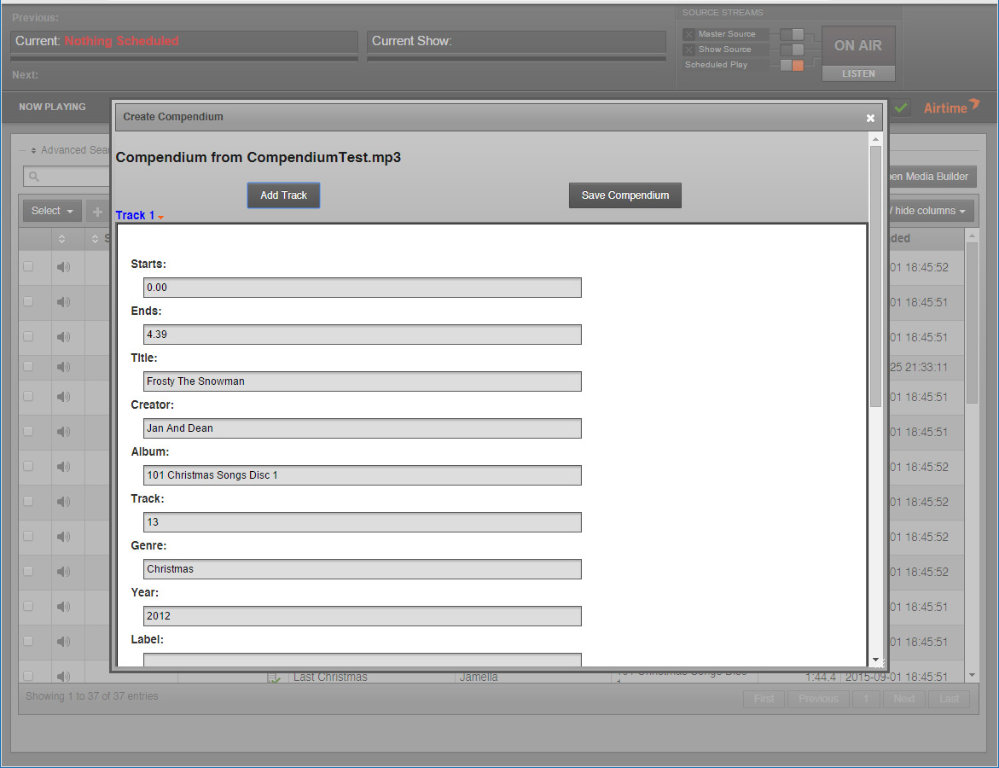 Previous:
Current: Nothing Scheduled
Current Show:
Next:
SOURCE STREAMS
Master Source
Show Source
Scheduled Play
ON AIR
LISTEN
NOW PLAYING
Airtime
Create Compendium
Compendium from CompendiumTest.mp3
Add Track
Save Compendium
Track 1
Starts:
0.00
Ends:
4.39
Title:
Frosty The Snowman
Creator:
Jan And Dean
Album:
101 Christmas Songs Disc 1
Track:
13
Genre:
Christmas
Year:
2012
Label:
Advanced Sear
en Media Builder
Select
/ hide columns
S
ded
01 18:45:52
01 18:45:51
01 18:45:51
25 21:33:11
01 18:45:51
01 18:45:51
01 18:45:52
01 18:45:52
01 18:45:52
01 18:45:52
01 18:45:51
01 18:45:51
Last Christmas Jamelia 101 Christmas Songs Disc 1:44.4 2015-09-01 18:45:51
Showing 1 to 37 of 37 entries
First Previous 1 Next Last